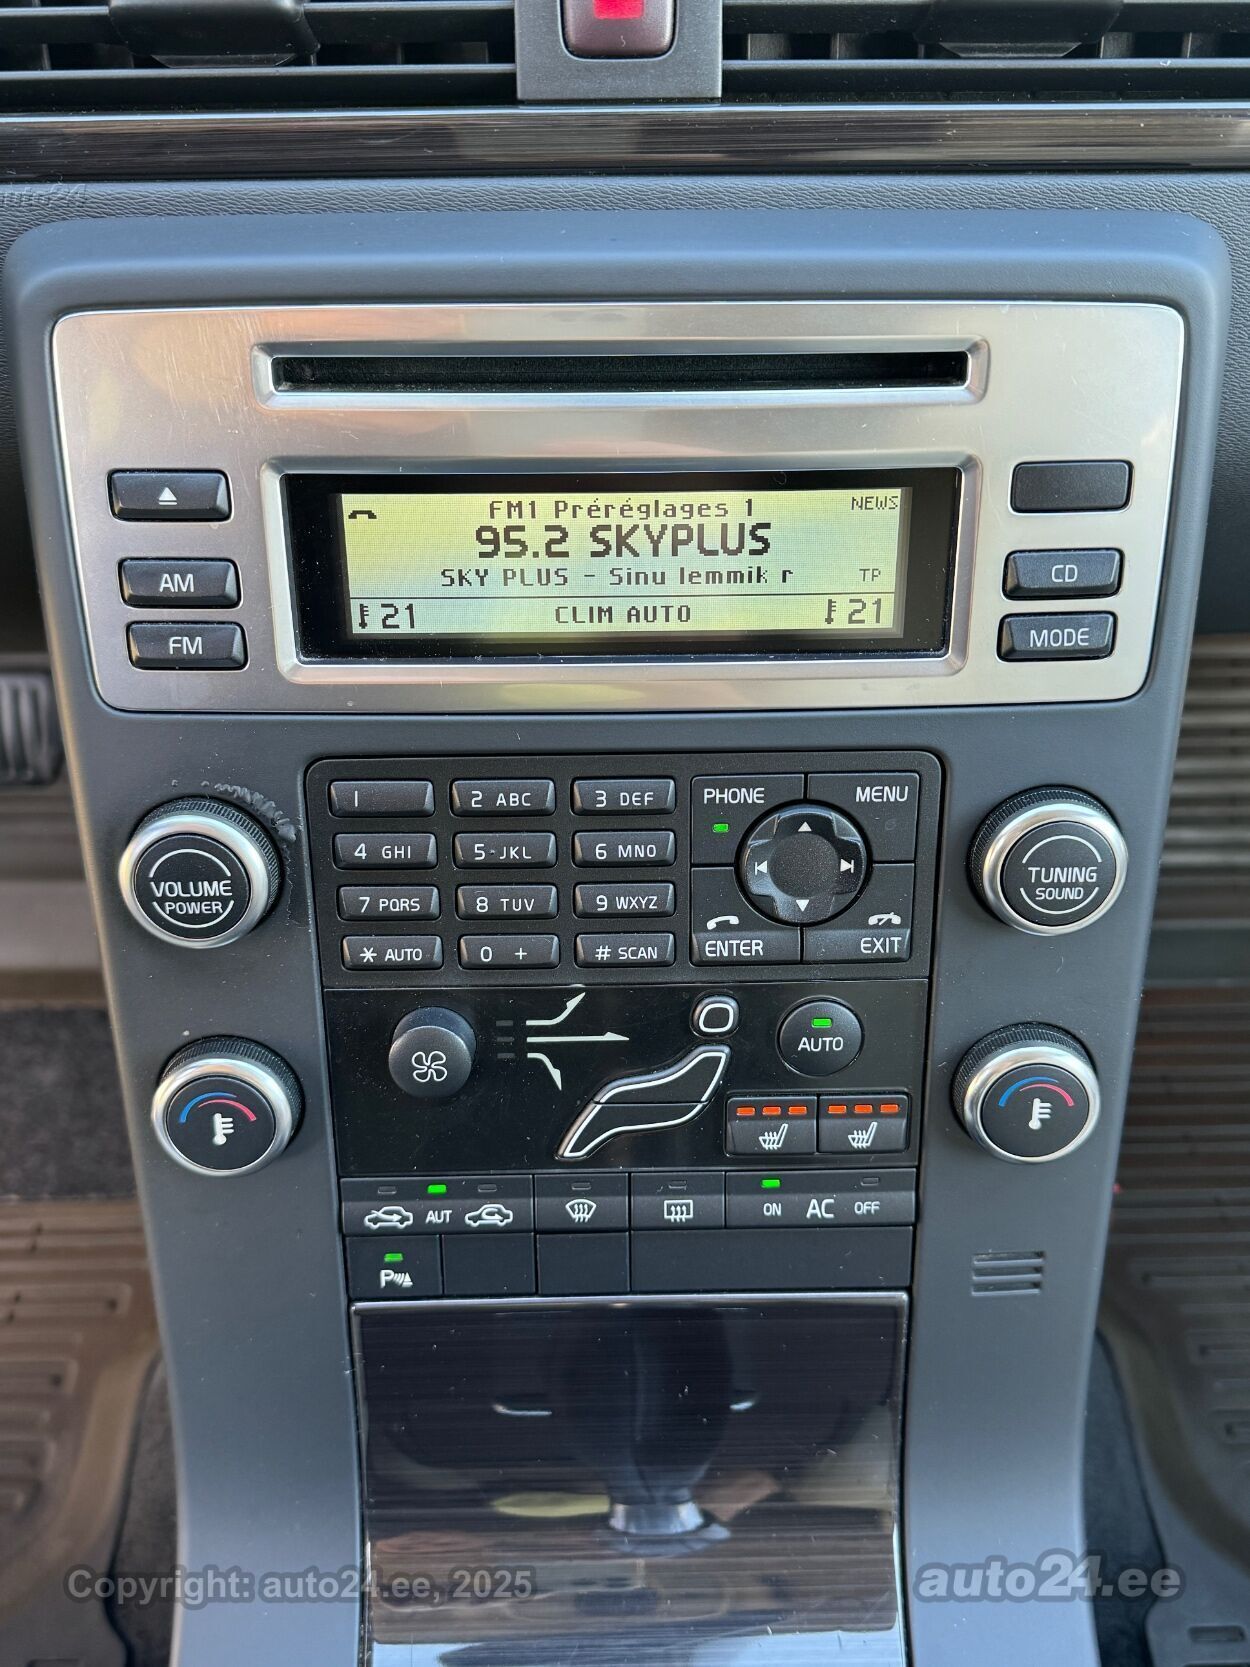 auto24
FM1 Préréglages 1 NEWS
95.2 SKYPLUS
SKY PLUS - Sinu lemmik r TP
21 CLIM AUTO 21
AM
FM
CD
MODE
1 2 ABC 3 DEF
4 GHI 5 JKL 6 MNO
7 PQRS 8 TUV 9 WXYZ
* AUTO 0 + # SCAN
PHONE MENU
ENTER EXIT
VOLUME
POWER
TUNING
SOUND
AUTO
AUT
ON AC OFF
P
Copyright: auto24.ee, 2025
auto24.ee